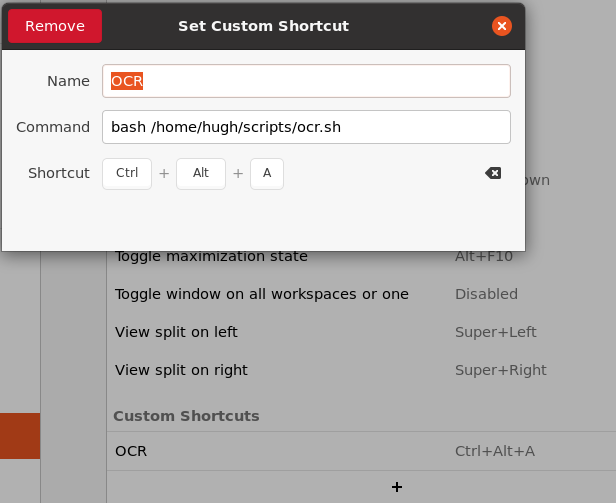 Remove
Set Custom Shortcut
Name
OCR
Command
bash /home/hugh/scripts/ocr.sh
Shortcut
Ctrl + Alt + A
Toggle maximization state
Alt+F10
Toggle window on all workspaces or one
Disabled
View split on left
Super+Left
View split on right
Super+Right
Custom Shortcuts
OCR
Ctrl+Alt+A
+